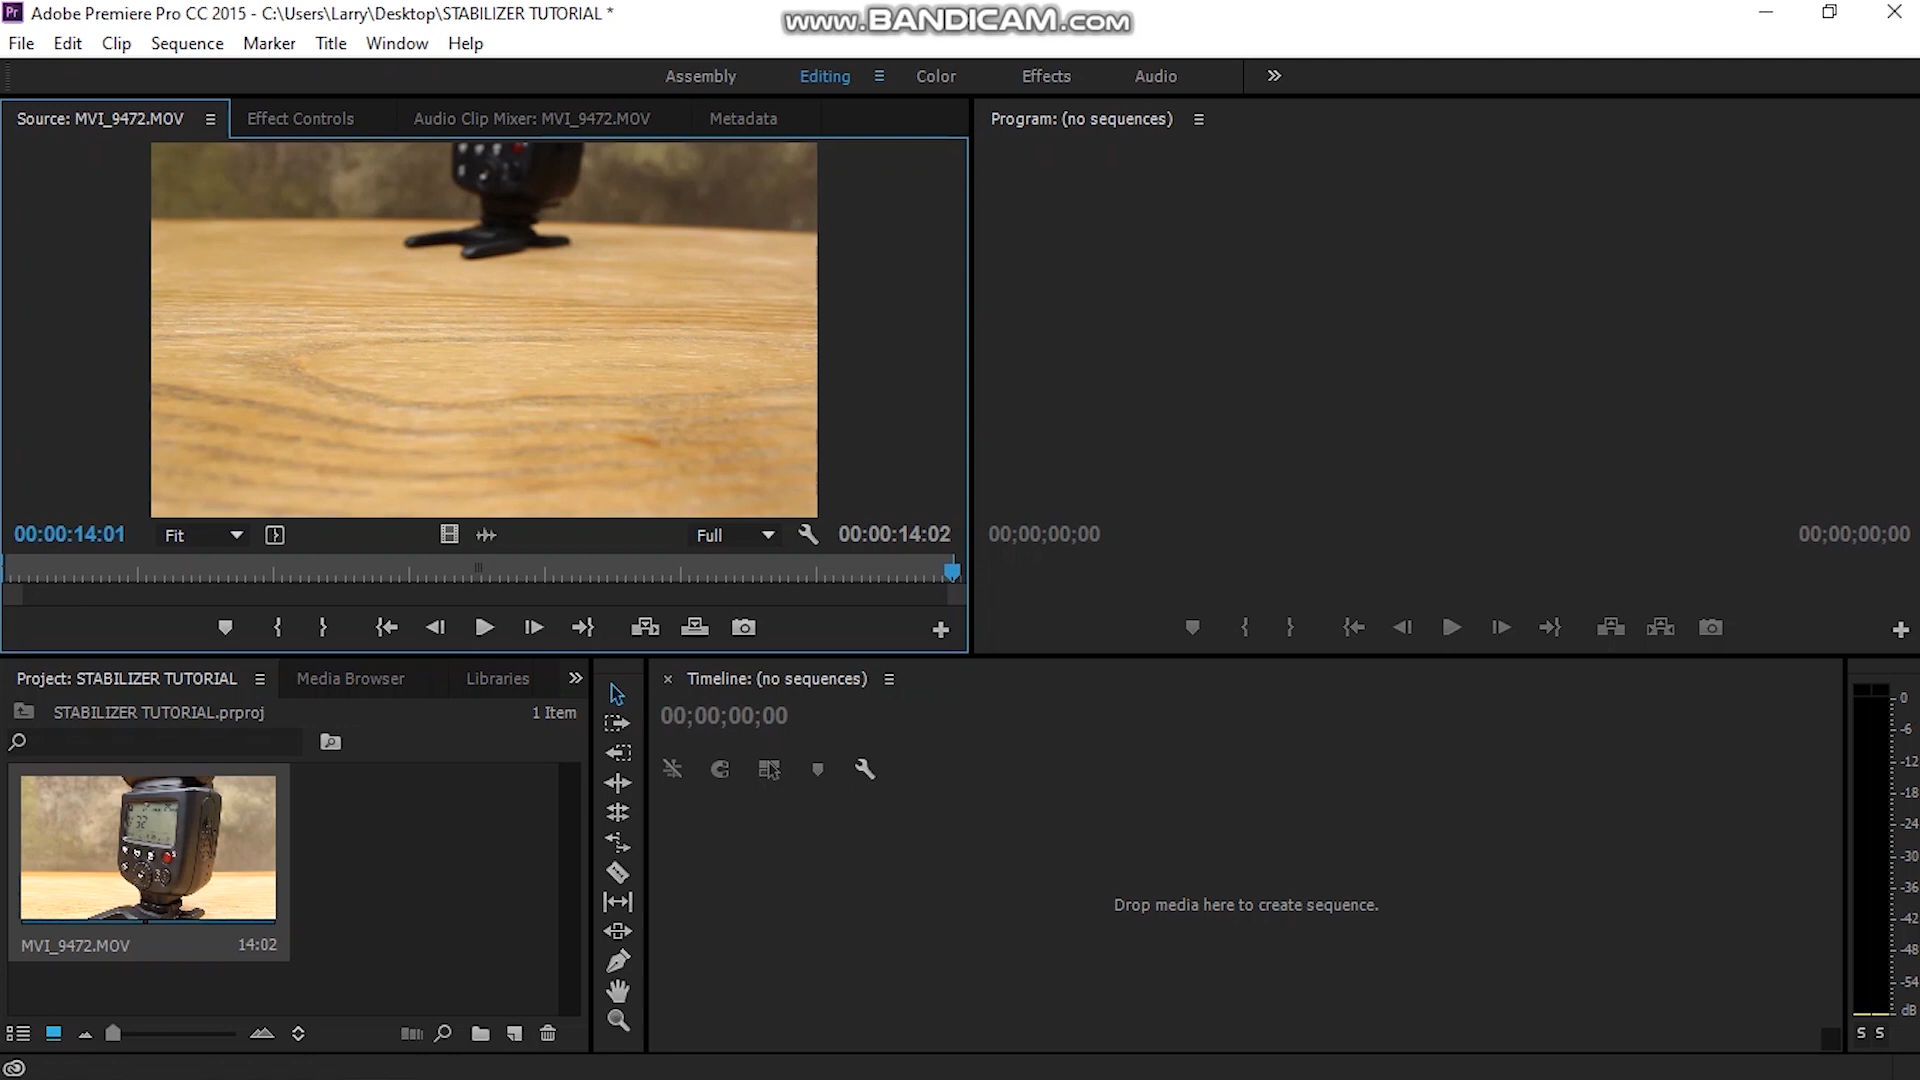 Pr Adobe Premiere Pro CC 2015 - C:\Users\Larry\Desktop\STABILIZER TUTORIAL *
www.BANDICAM.com
File Edit Clip Sequence Marker Title Window Help
Assembly Editing Color Effects Audio
Source: MVI_9472.MOV Effect Controls Audio Clip Mixer: MVI_9472.MOV Metadata
Program: (no sequences)
00:00:14:01 Fit Full 00:00:14:02
00;00;00;00 00;00;00;00
Project: STABILIZER TUTORIAL Media Browser Libraries
STABILIZER TUTORIAL.prproj 1 Item
MVI_9472.MOV 14:02
Timeline: (no sequences)
00;00;00;00
Drop media here to create sequence.
0
-6
-12
-18
-24
-30
-36
-42
-48
-54
dB
S S